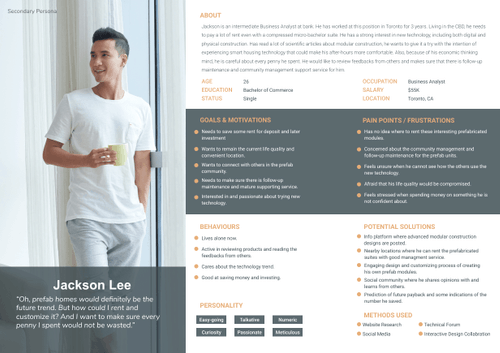 Secondary Persona
ABOUT
Jackson is an intermediate Business Analyst at bank. He has worked at this position in Toronto for 3 years. Living in the CBD, he needs
to pay a lot of rent even with a compressed micro-bachelor suite. He has a strong interest in new technology, including both digital and
physical construction. Has read a lot of scientific articles about modular construction, he wants to give it a try with the intention of
experiencing smart housing technology that could make his after-hours more comfortable. Also, because of his economic thinking
mind, he is careful about every penny he spent. He would like to review feedbacks from others and makes sure that there is follow up
maintenance and community management support service for him.
AGE 26
EDUCATION Bachelor of Commerce
STATUS Single
OCCUPATION Business Analyst
SALARY $55K
LOCATION Toronto, CA
GOALS & MOTIVATIONS
Needs to save some rent for deposit and later
investment
Wants to remain the current life quality and
convenient location.
Wants to connect with others in the prefab
community.
Needs to make sure there is follow-up
maintenance and mature supporting service.
Interested in and passionate about trying new
technology.
PAIN POINTS / FRUSTRATIONS
Has no idea where to rent these interesting prefabricated
modules.
Concerned about the community management and
follow-up maintenance for the prefab units.
Feels unsure when he cannot see how the others use the
new technology.
Afraid that his life quality would be compromised.
Feels stressed when spending money on something he is
not confident about.
BEHAVIOURS
Lives alone now.
Active in reviewing products and reading the
feedbacks from others.
Cares about the technology trend.
Good at saving money and investing.
POTENTIAL SOLUTIONS
Info platform where advanced modular construction
designs are posted.
Nearby locations where he can rent the prefabricated
suites with good management service.
Engaging design and customizing process of creating
his own prefab modules.
Social community where he shares opinions with and
learns from others.
Prediction of future payback and some indications of the
number he saved.
PERSONALITY
Easy-going Talkative Numeric
Curiosity Passionate Meticulous
METHODS USED
Website Research Technical Forum
Social Media Interactive Design Collaboration
Jackson Lee
"Oh, prefab homes would definitely be the
future trend. But how could I rent and
customize it? And I want to make sure every
penny I spent would not be wasted."